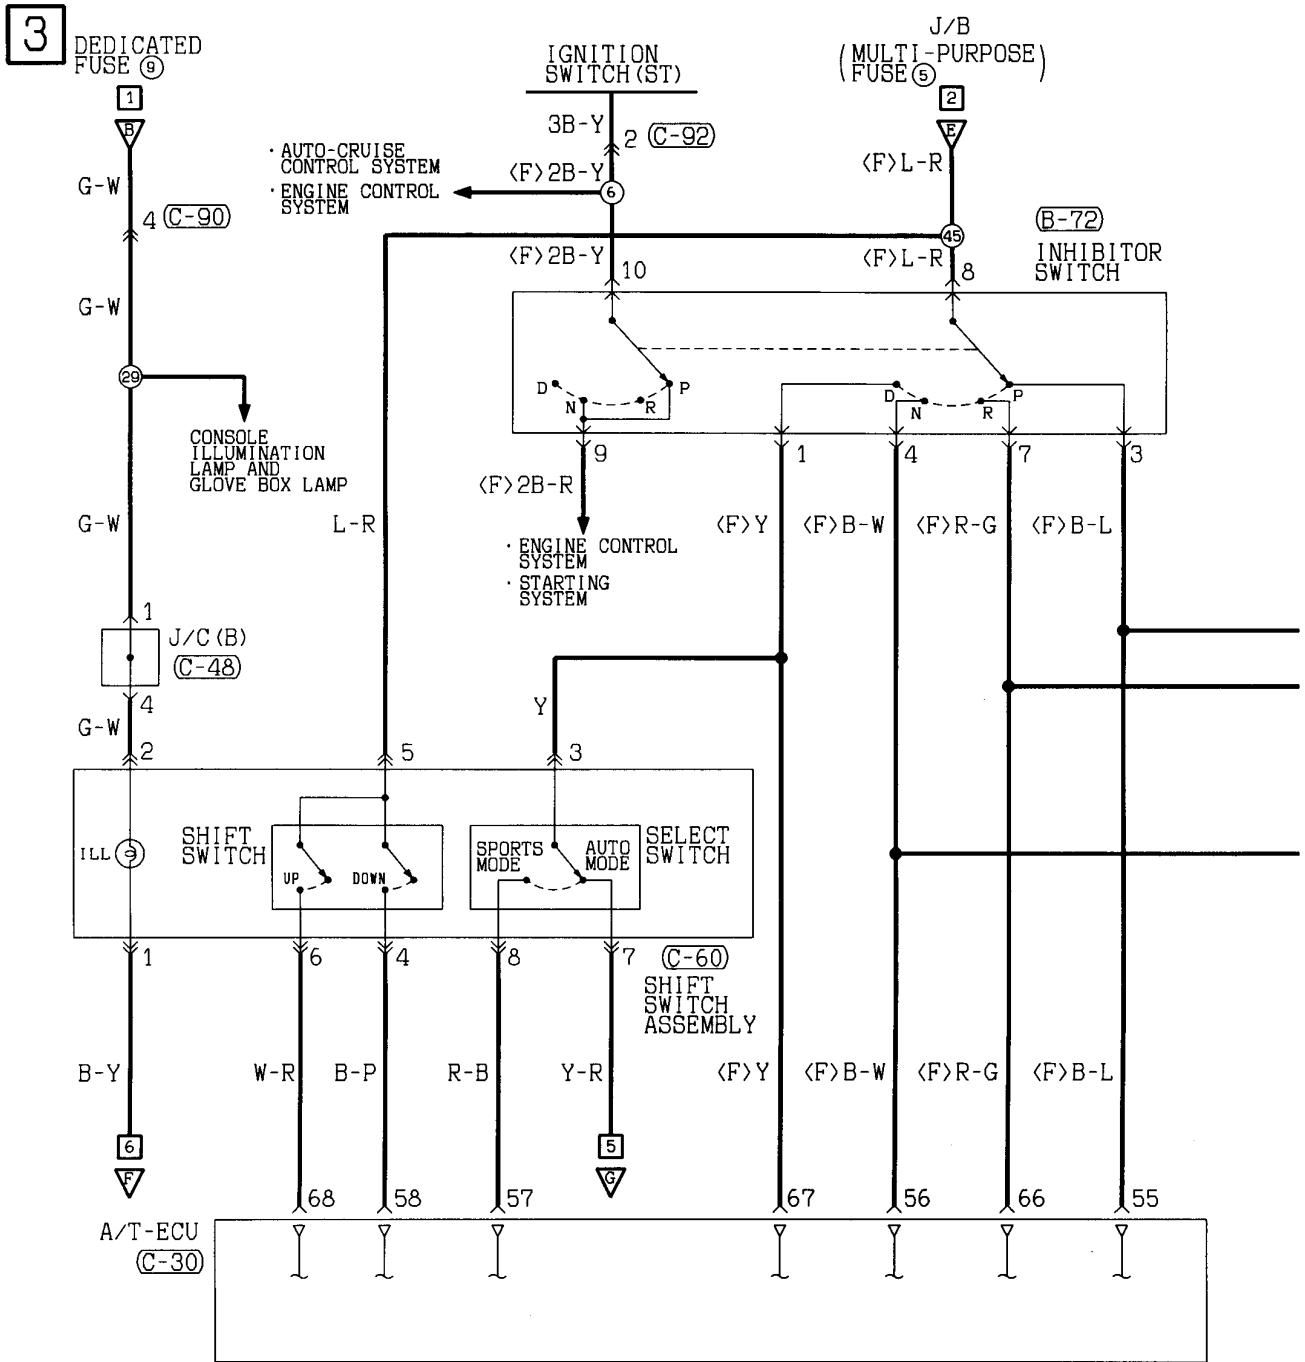 3
DEDICATED
FUSE ⑨
1
B
IGNITION
SWITCH(ST)
J/B
(MULTI-PURPOSE)
FUSE⑤
2
E
3B-Y
2 (C-92)
· AUTO-CRUISE
CONTROL SYSTEM
· ENGINE CONTROL
SYSTEM
<F>2B-Y
6
<F>L-R
G-W
4 (C-90)
45
<F>2B-Y
10
<F>L-R
8
(B-72)
INHIBITOR
SWITCH
G-W
29
D
N
R
P
D
N
R
P
CONSOLE
ILLUMINATION
LAMP AND
GLOVE BOX LAMP
9
1
4
7
3
<F>2B-R
G-W
L-R
<F>Y
<F>B-W
<F>R-G
<F>B-L
· ENGINE CONTROL
SYSTEM
· STARTING
SYSTEM
1
J/C(B)
(C-48)
4
G-W
Y
2
5
3
ILL
SHIFT
SWITCH
UP
DOWN
SPORTS
MODE
AUTO
MODE
SELECT
SWITCH
1
6
4
8
7
(C-60)
SHIFT
SWITCH
ASSEMBLY
B-Y
W-R
B-P
R-B
Y-R
<F>Y
<F>B-W
<F>R-G
<F>B-L
6
F
5
G
68
58
57
67
56
66
55
A/T-ECU
(C-30)